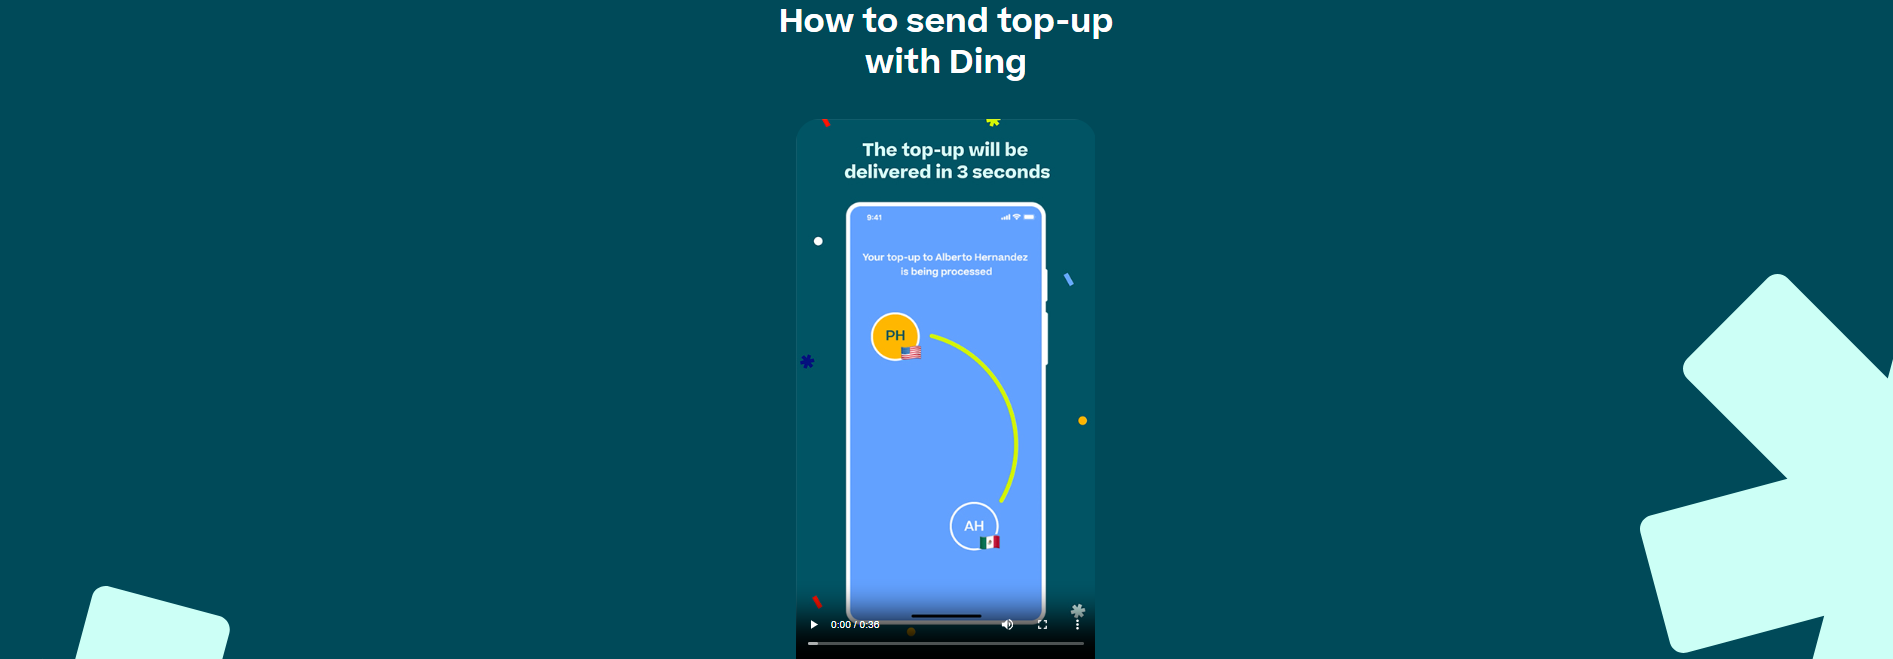 How to send top-up
with Ding
The top-up will be
delivered in 3 seconds
9:41
Your top-up to Alberto Hernandez
is being processed
PH
AH
0:00 / 0:36